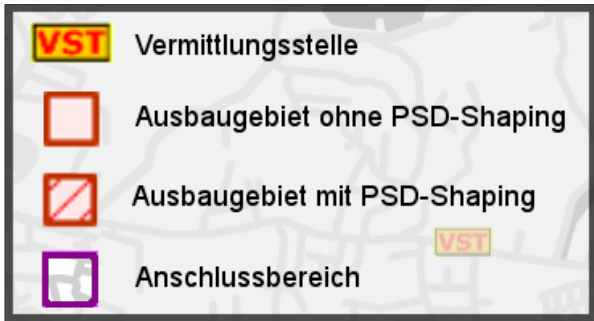 VST Vermittlungsstelle
Ausbaugebiet ohne PSD-Shaping
Ausbaugebiet mit PSD-Shaping
VST
Anschlussbereich